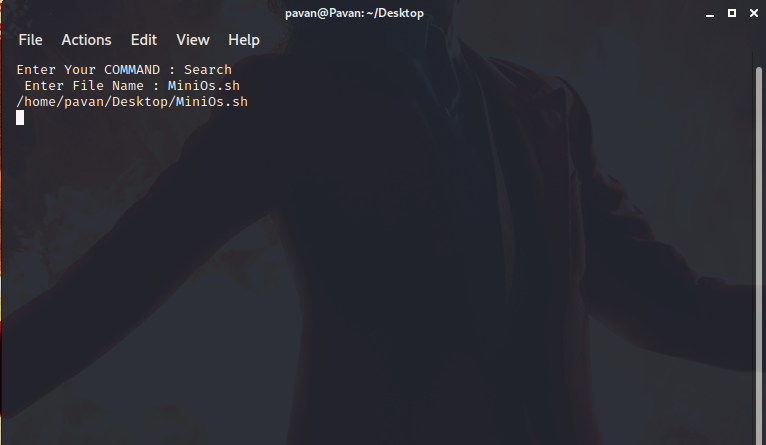 pavan@Pavan: ~/Desktop
File Actions Edit View Help
Enter Your COMMAND : Search
 Enter File Name : MiniOs.sh
/home/pavan/Desktop/MiniOs.sh